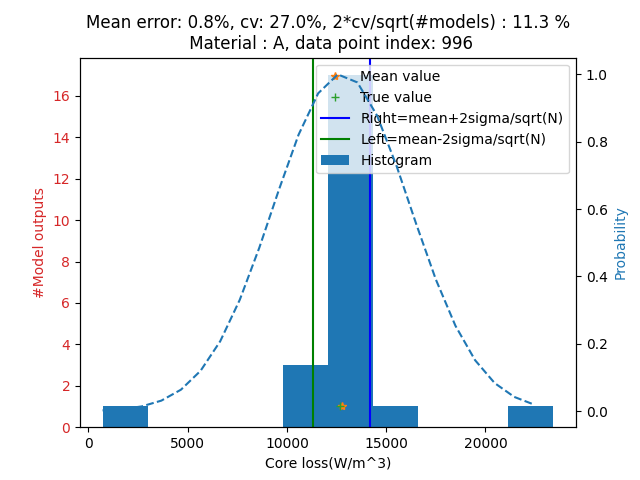 Mean error: 0.8%, cv: 27.0%, 2*cv/sqrt(#models) : 11.3 %
Material : A, data point index: 996
Mean value
True value
Right=mean+2sigma/sqrt(N)
Left=mean-2sigma/sqrt(N)
Histogram
#Model outputs
16
14
12
10
8
6
4
2
0
1.0
0.8
0.6
0.4
0.2
0.0
Probability
0
5000
10000
15000
20000
Core loss(W/m^3)